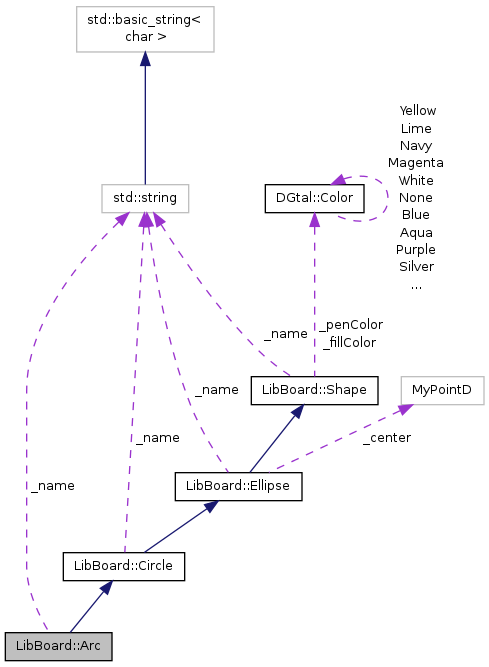 std::basic_string<
char >
Yellow
Lime
Navy
Magenta
White
None
Blue
Aqua
Purple
Silver
...
std::string
DGtal::Color
_penColor
_fillColor
_name
LibBoard::Shape
MyPointD
_name
_center
_name
LibBoard::Ellipse
_name
LibBoard::Circle
LibBoard::Arc